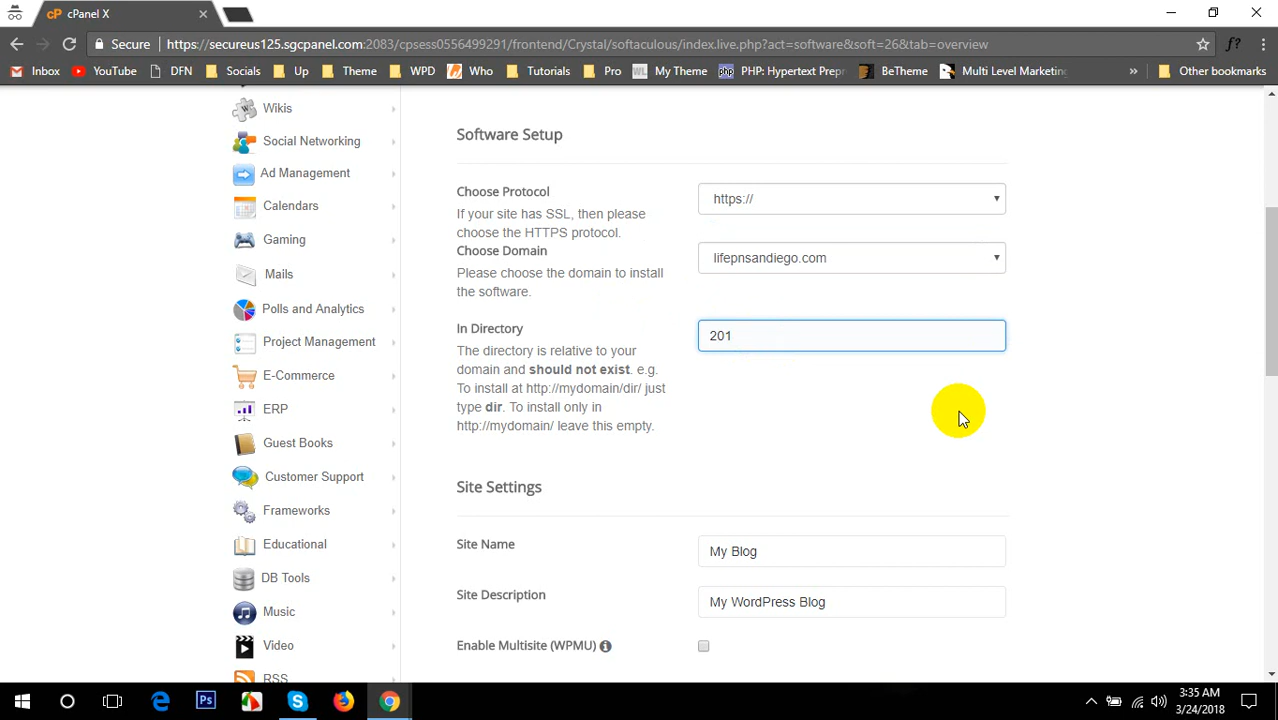 cP cPanel X
Secure https://secureus125.sgcpanel.com:2083/cpsess0556499291/frontend/Crystal/softaculous/index.live.php?act=software&soft=26&tab=overview
f?
Inbox YouTube DFN Socials Up Theme WPD Who Tutorials Pro WL My Theme php PHP: Hypertext Prepr BeTheme Multi Level Marketing » Other bookmarks
Wikis
Social Networking
Ad Management
Calendars
Gaming
Mails
Polls and Analytics
Project Management
E-Commerce
ERP
Guest Books
Customer Support
Frameworks
Educational
DB Tools
Music
Video
RSS
Software Setup
Choose Protocol
If your site has SSL, then please
choose the HTTPS protocol.
https://
Choose Domain
Please choose the domain to install
the software.
lifepnsandiego.com
In Directory
The directory is relative to your
domain and should not exist. e.g.
To install at http://mydomain/dir/ just
type dir. To install only in
http://mydomain/ leave this empty.
201
Site Settings
Site Name
My Blog
Site Description
My WordPress Blog
Enable Multisite (WPMU)
Ps
3:35 AM
3/24/2018